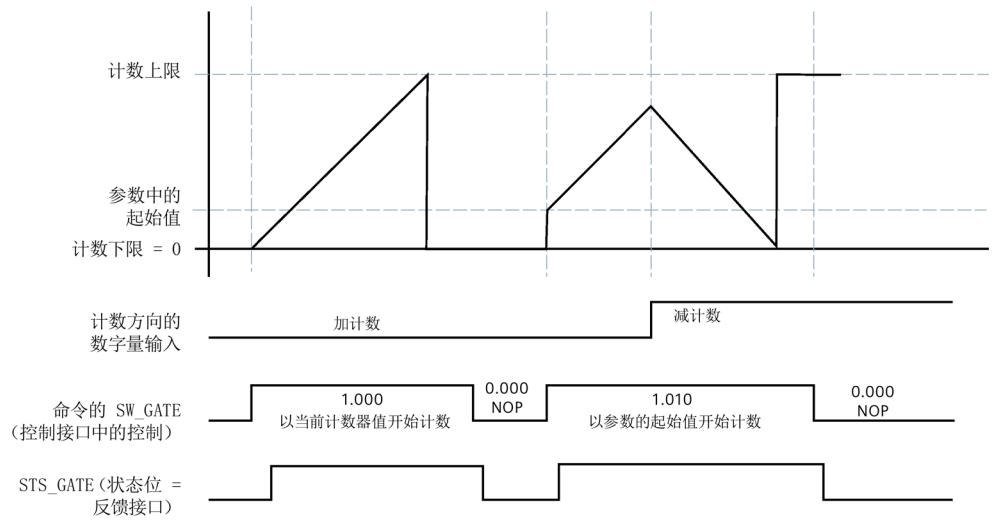 计数上限
参数中的
起始值
计数下限 = 0
计数方向的
数字量输入
加计数
减计数
命令的 SW_GATE
(控制接口中的控制)
1.000
以当前计数器值开始计数
0.000
NOP
1.010
以参数的起始值开始计数
0.000
NOP
STS_GATE(状态位 =
反馈接口)